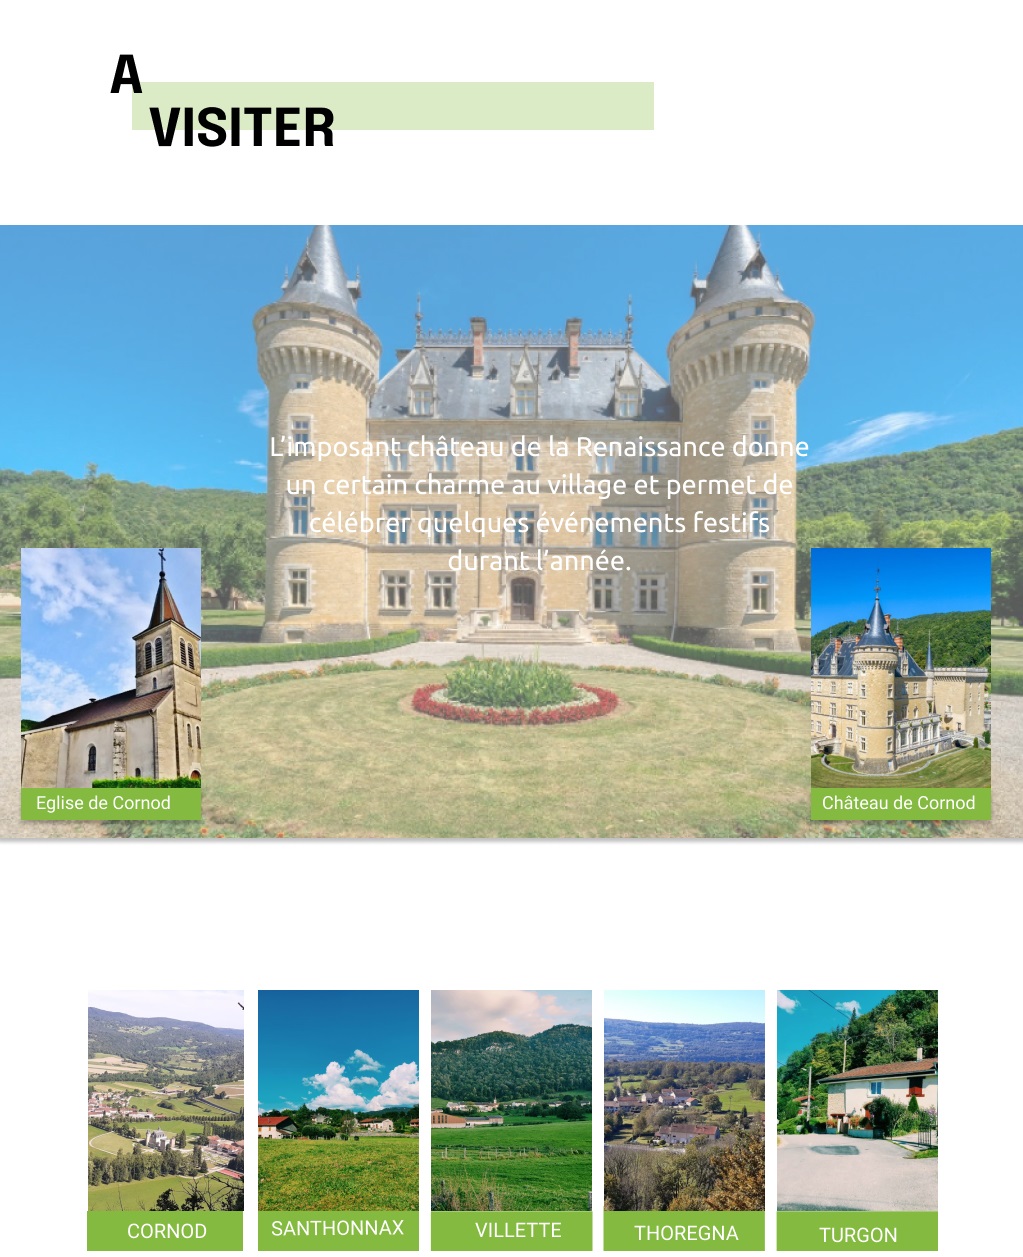 A
VISITER
L'imposant château de la Renaissance donne
un certain charme au village et permet de
célébrer quelques événements festifs
durant l'année.
Eglise de Cornod
Château de Cornod
CORNOD
SANTHONNAX
VILLETTE
THOREGNA
TURGON